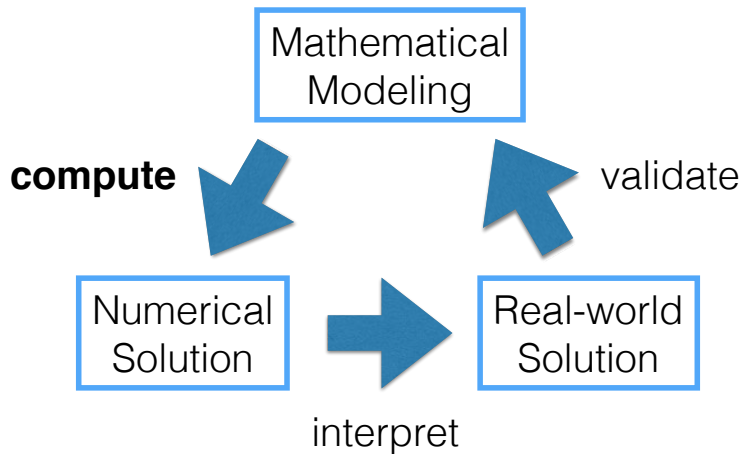 Mathematical
Modeling
compute
validate
Numerical
Solution
Real-world
Solution
interpret